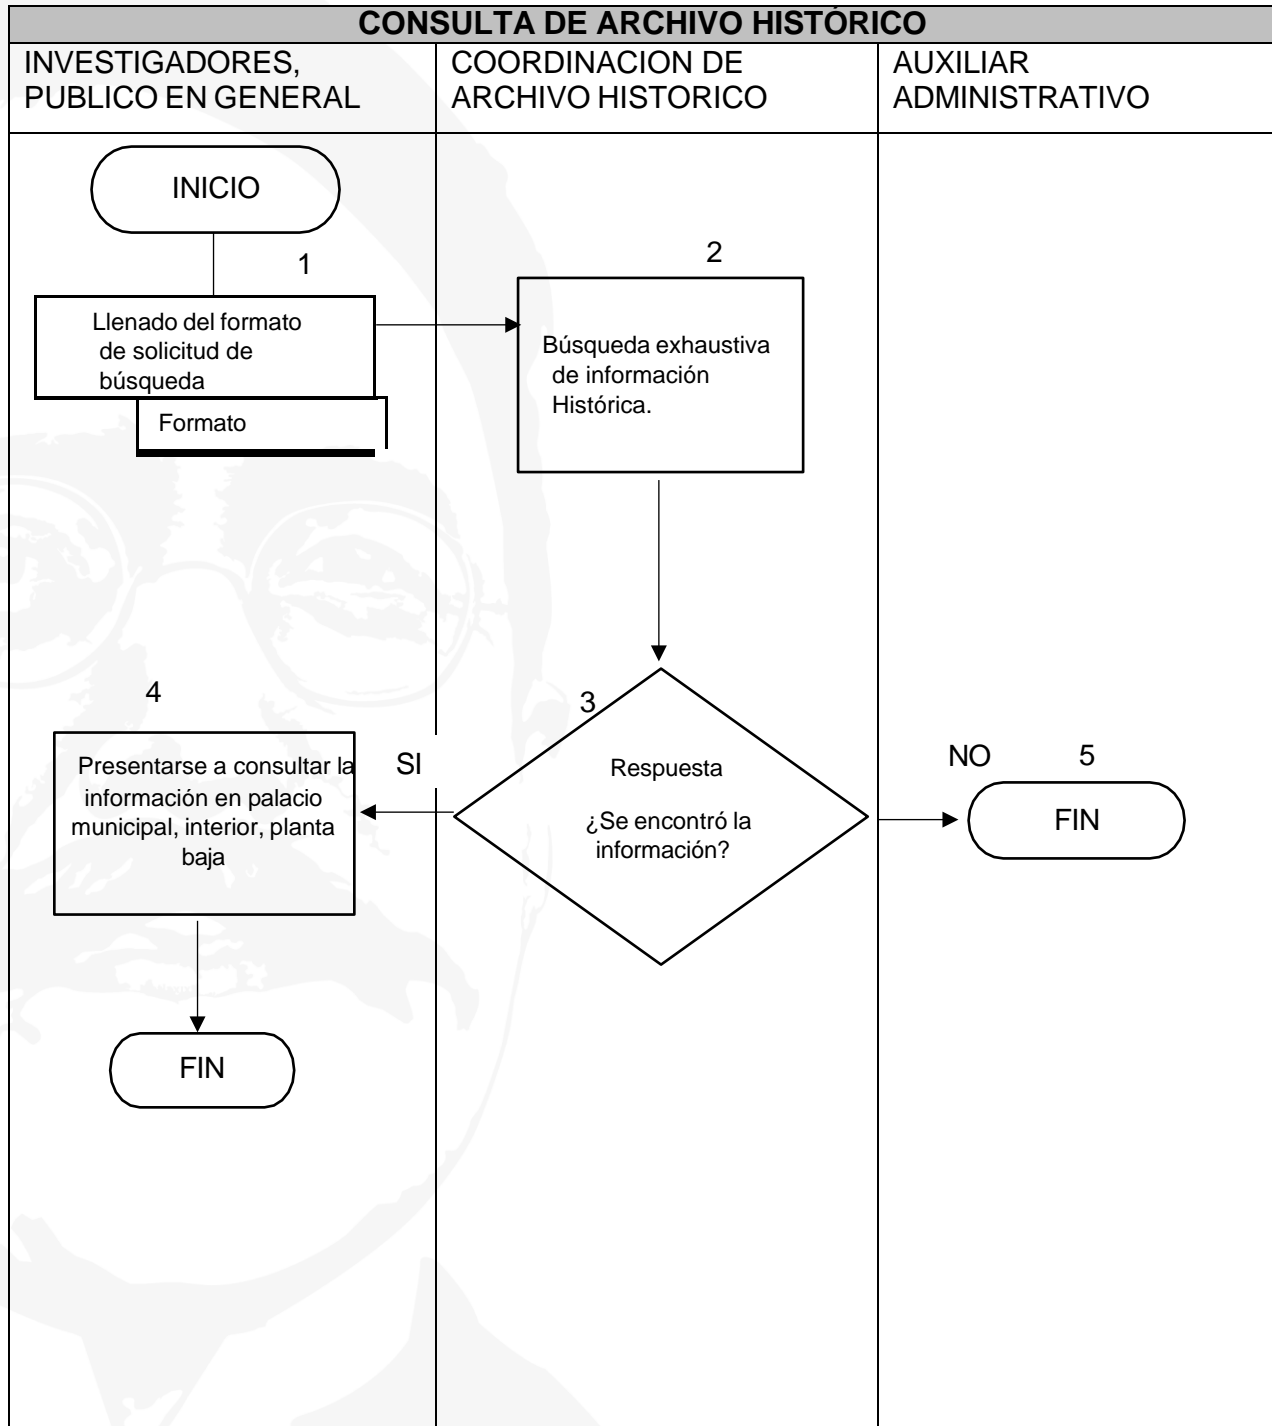 CONSULTA DE ARCHIVO HISTÓRICO
INVESTIGADORES,
PUBLICO EN GENERAL
COORDINACION DE
ARCHIVO HISTORICO
AUXILIAR
ADMINISTRATIVO
INICIO
1
Llenado del formato
de solicitud de
búsqueda
Formato
2
Búsqueda exhaustiva
de información
Histórica.
3
Respuesta
¿Se encontró la
información?
SI
4
Presentarse a consultar la
información en palacio
municipal, interior, planta
baja
FIN
NO 5
FIN